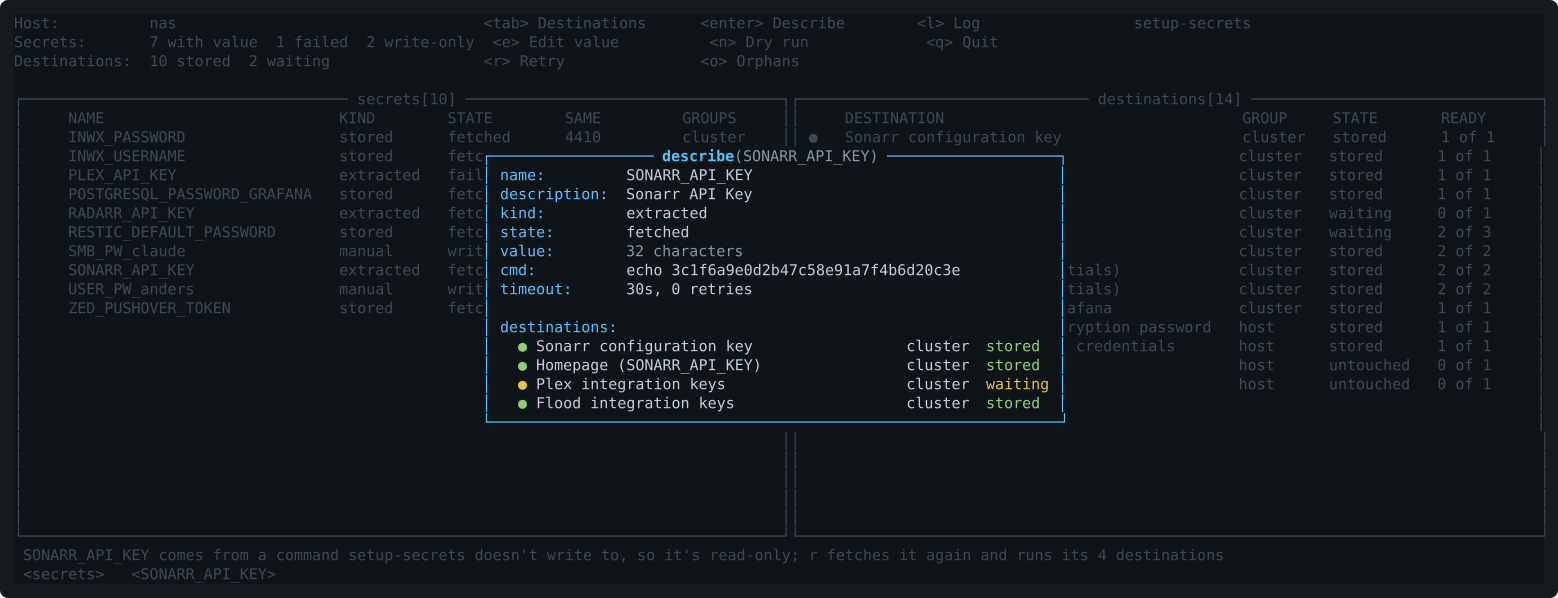 Host: nas <tab> Destinations <enter> Describe <l> Log setup-secrets
Secrets: 7 with value 1 failed 2 write-only <e> Edit value <n> Dry run <q> Quit
Destinations: 10 stored 2 waiting <r> Retry <o> Orphans
secrets[10] destinations[14]
NAME KIND STATE SAME GROUPS DESTINATION GROUP STATE READY
INWX_PASSWORD stored fetched 4410 cluster ● Sonarr configuration key cluster stored 1 of 1
INWX_USERNAME stored fetc describe(SONARR_API_KEY) cluster stored 1 of 1
PLEX_API_KEY extracted fail name: SONARR_API_KEY cluster stored 1 of 1
POSTGRESQL_PASSWORD_GRAFANA stored fetc description: Sonarr API Key cluster stored 1 of 1
RADARR_API_KEY extracted fetc kind: extracted cluster waiting 0 of 1
RESTIC_DEFAULT_PASSWORD stored fetc state: fetched cluster waiting 2 of 3
SMB_PW_claude manual writ value: 32 characters cluster stored 2 of 2
SONARR_API_KEY extracted fetc cmd: echo 3c1f6a9e0d2b47c58e91a7f4b6d20c3e tials) cluster stored 2 of 2
USER_PW_anders manual writ timeout: 30s, 0 retries tials) cluster stored 2 of 2
ZED_PUSHOVER_TOKEN stored fetc afana cluster stored 1 of 1
destinations: ryption password host stored 1 of 1
● Sonarr configuration key cluster stored credentials host stored 1 of 1
● Homepage (SONARR_API_KEY) cluster stored host untouched 0 of 1
● Plex integration keys cluster waiting host untouched 0 of 1
● Flood integration keys cluster stored
SONARR_API_KEY comes from a command setup-secrets doesn't write to, so it's read-only; r fetches it again and runs its 4 destinations
<secrets> <SONARR_API_KEY>